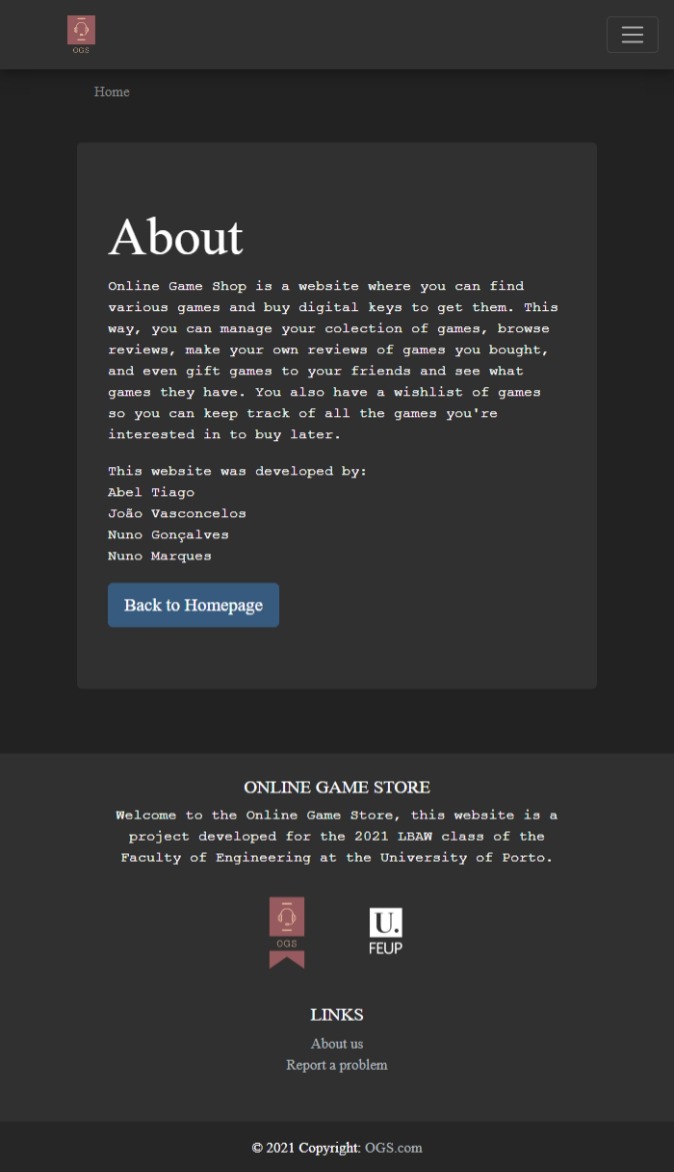 OGS
Home
About
Online Game Shop is a website where you can find
various games and buy digital keys to get them. This
way, you can manage your colection of games, browse
reviews, make your own reviews of games you bought,
and even gift games to your friends and see what
games they have. You also have a wishlist of games
so you can keep track of all the games you're
interested in to buy later.
This website was developed by:
Abel Tiago
João Vasconcelos
Nuno Gonçalves
Nuno Marques
Back to Homepage
ONLINE GAME STORE
Welcome to the Online Game Store, this website is a
project developed for the 2021 LBAW class of the
Faculty of Engineering at the University of Porto.
OGS
U.
FEUP
LINKS
About us
Report a problem
© 2021 Copyright: OGS.com